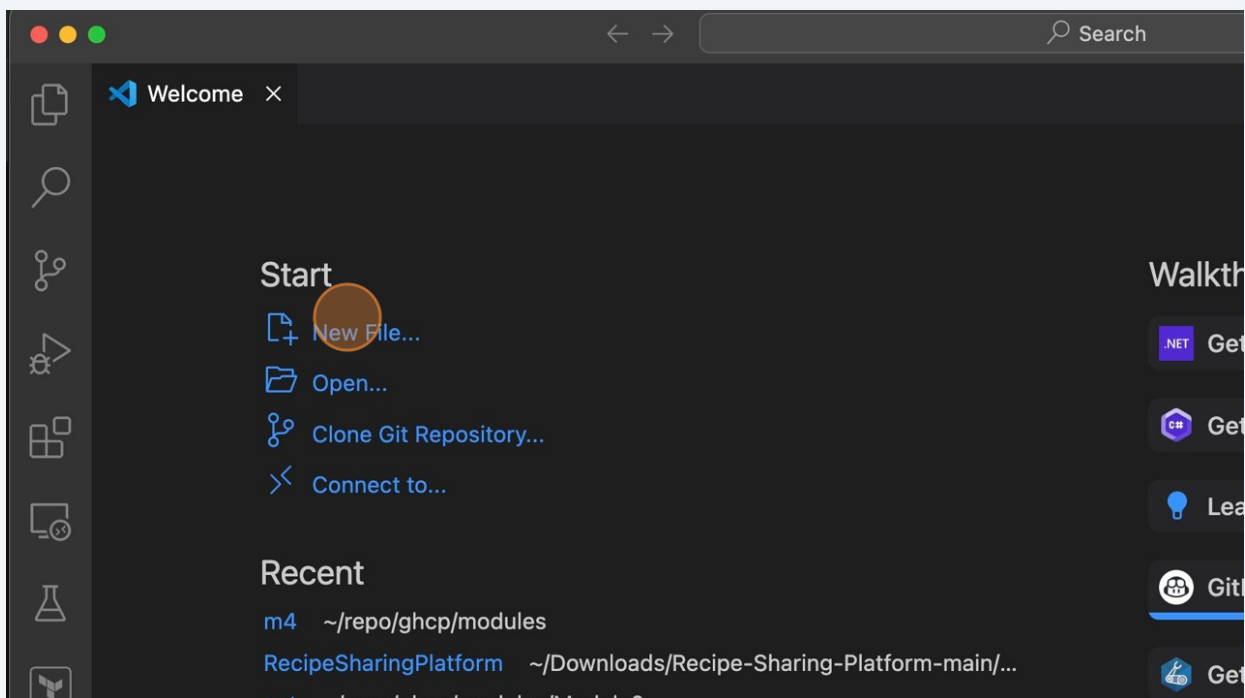 Search
Welcome
Start
New File...
Open...
Clone Git Repository...
Connect to...
Recent
m4 ~/repo/ghcp/modules
RecipeSharingPlatform ~/Downloads/Recipe-Sharing-Platform-main/...
Walkth
.NET Get
C# Get
Lea
Git
Get